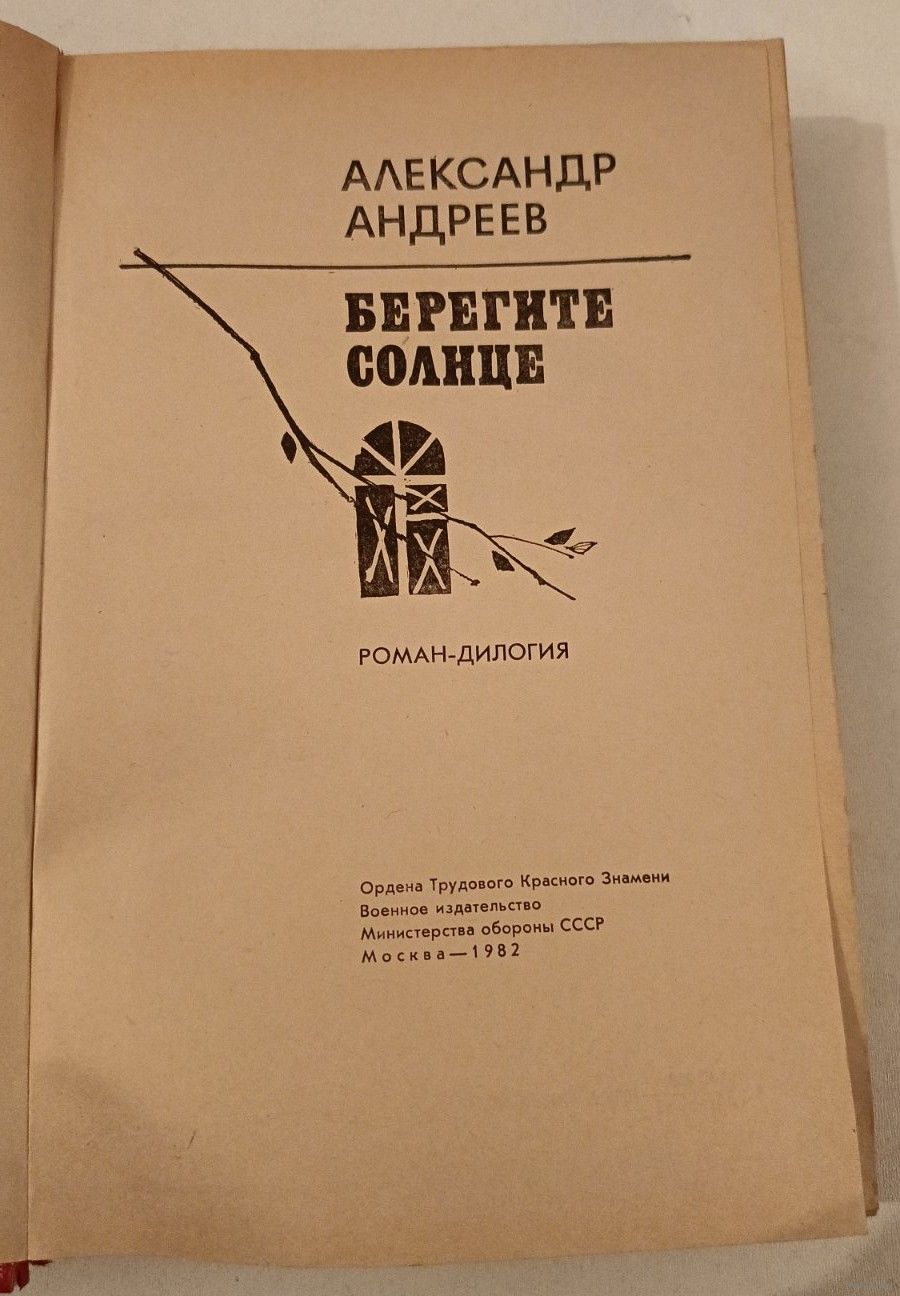 АЛЕКСАНДР
АНДРЕЕВ
БЕРЕГИТЕ
СОЛНЦЕ
РОМАН-ДИЛОГИЯ
Ордена Трудового Красного Знамени
Военное издательство
Министерства обороны СССР
Москва—1982